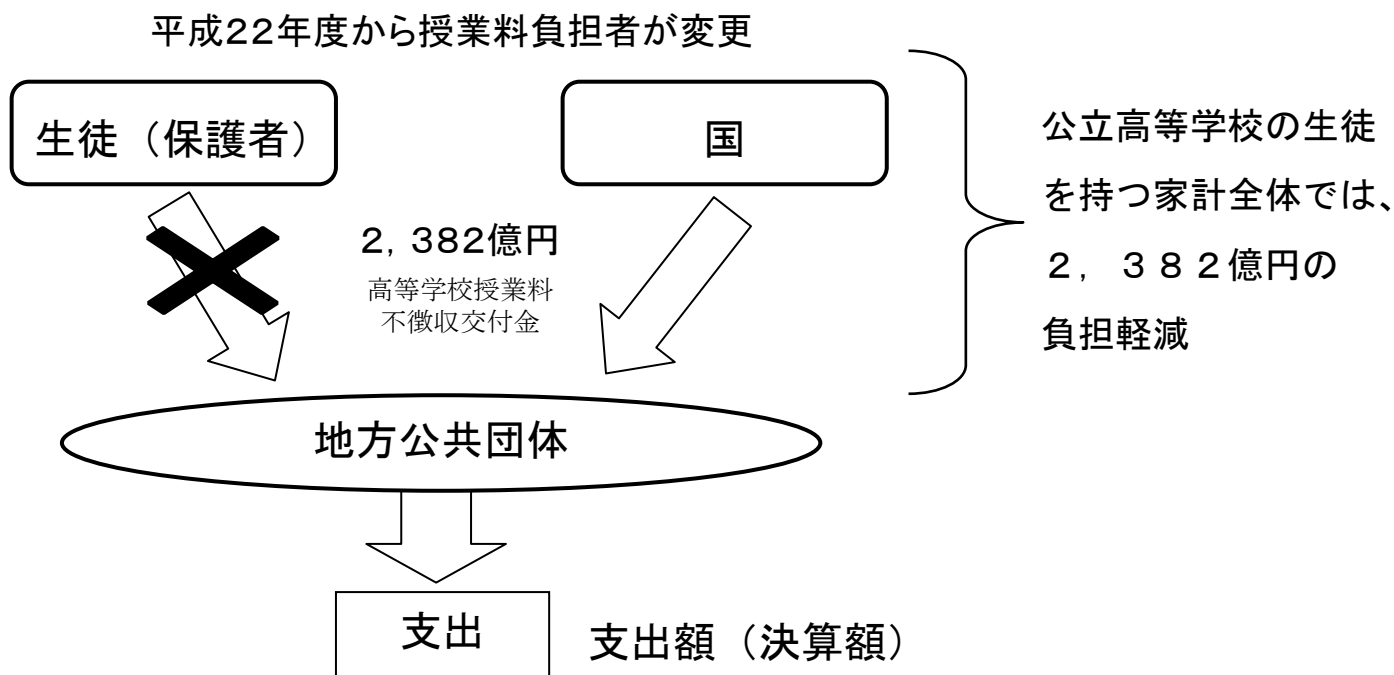 平成２２年度から授業料負担者が変更
生徒（保護者）
国
２，３８２億円
高等学校授業料
不徴収交付金
公立高等学校の生徒
を持つ家計全体では、
２，３８２億円の
負担軽減
地方公共団体
支出
支出額（決算額）